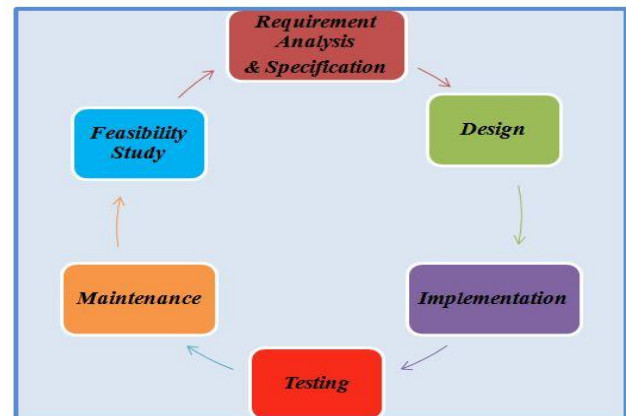 Requirement
Analysis
& Specification
Design
Implementation
Testing
Maintenance
Feasibility
Study